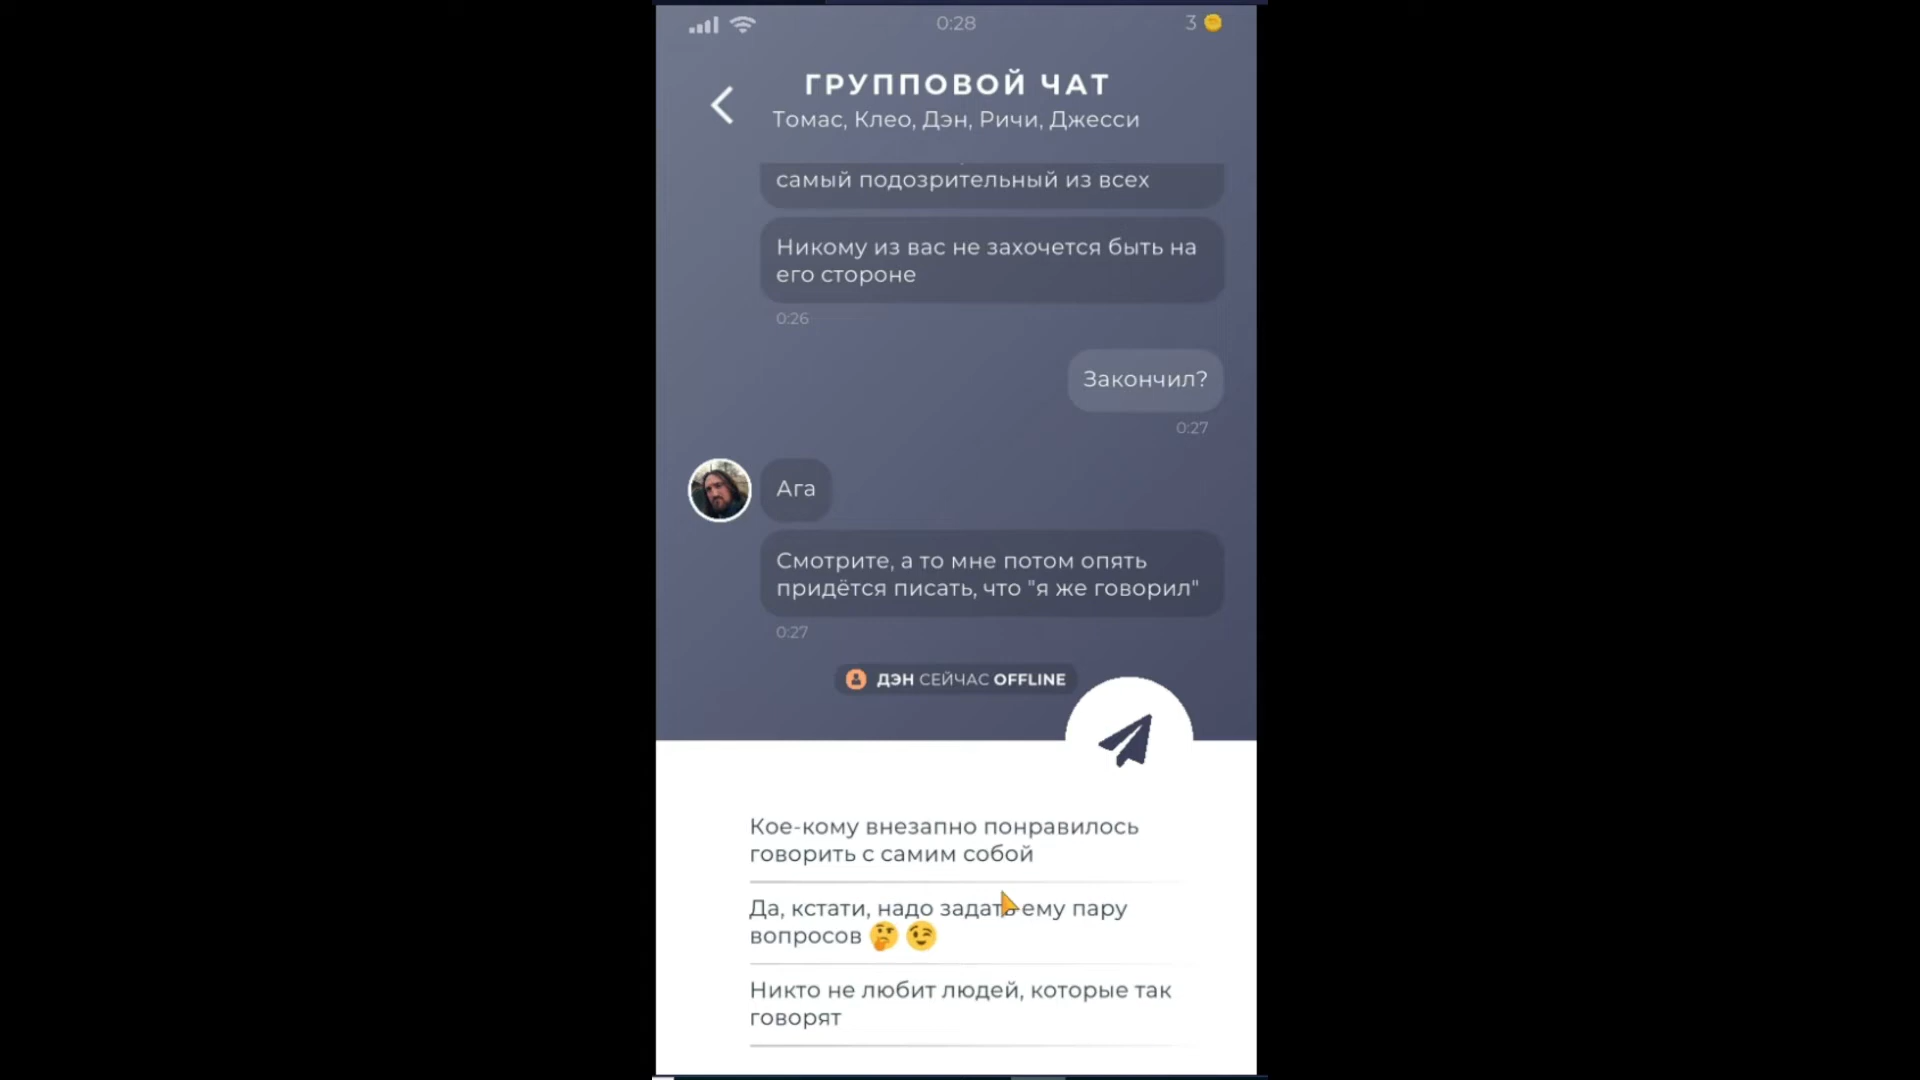 0:28
3
ГРУППОВОЙ ЧАТ
Томас, Клео, Дэн, Ричи, Джесси
самый подозрительный из всех
Никому из вас не захочется быть на
его стороне
0:26
Закончил?
0:27
Ага
Смотрите, а то мне потом опять
придётся писать, что "я же говорил"
0:27
ДЭН СЕЙЧАС OFFLINE
Кое-кому внезапно понравилось
говорить с самим собой
Да, кстати, надо задать ему пару
вопросов 🤔 😉
Никто не любит людей, которые так
говорят